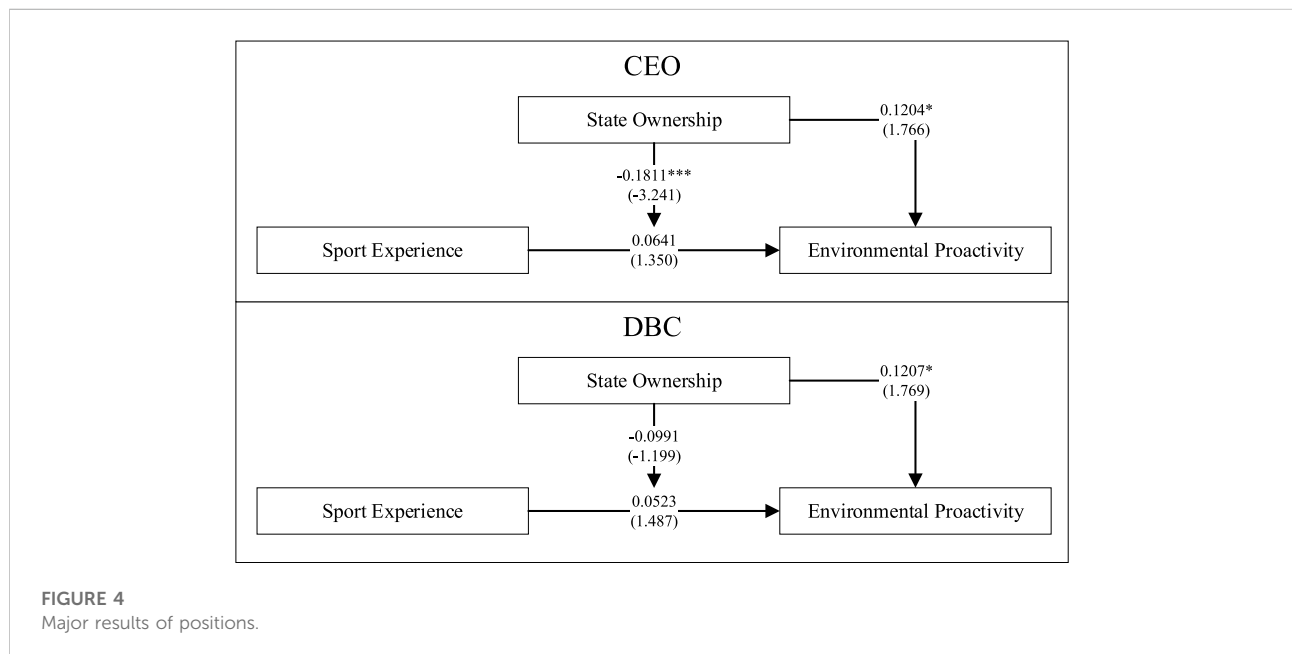 CEO
State Ownership
0.1204*
(1.766)
-0.1811***
(-3.241)
Sport Experience
0.0641
(1.350)
Environmental Proactivity
DBC
State Ownership
0.1207*
(1.769)
-0.0991
(-1.199)
Sport Experience
0.0523
(1.487)
Environmental Proactivity
FIGURE 4
Major results of positions.